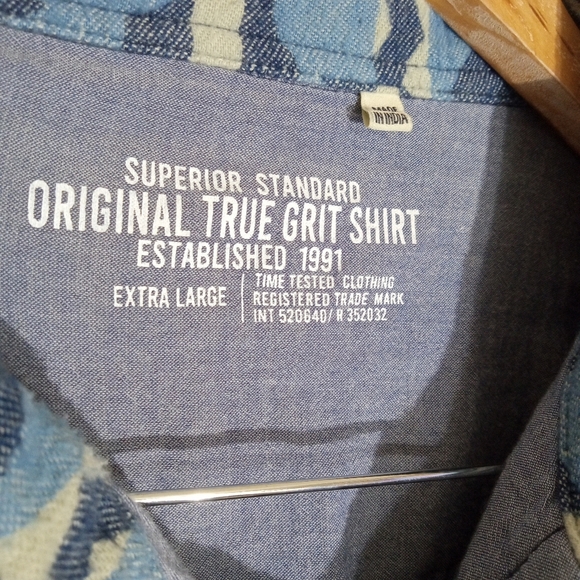 MADE
IN INDIA
SUPERIOR STANDARD
ORIGINAL TRUE GRIT SHIRT
ESTABLISHED 1991
EXTRA LARGE
TIME TESTED CLOTHING
REGISTERED TRADE MARK
INT 520640/R 352032